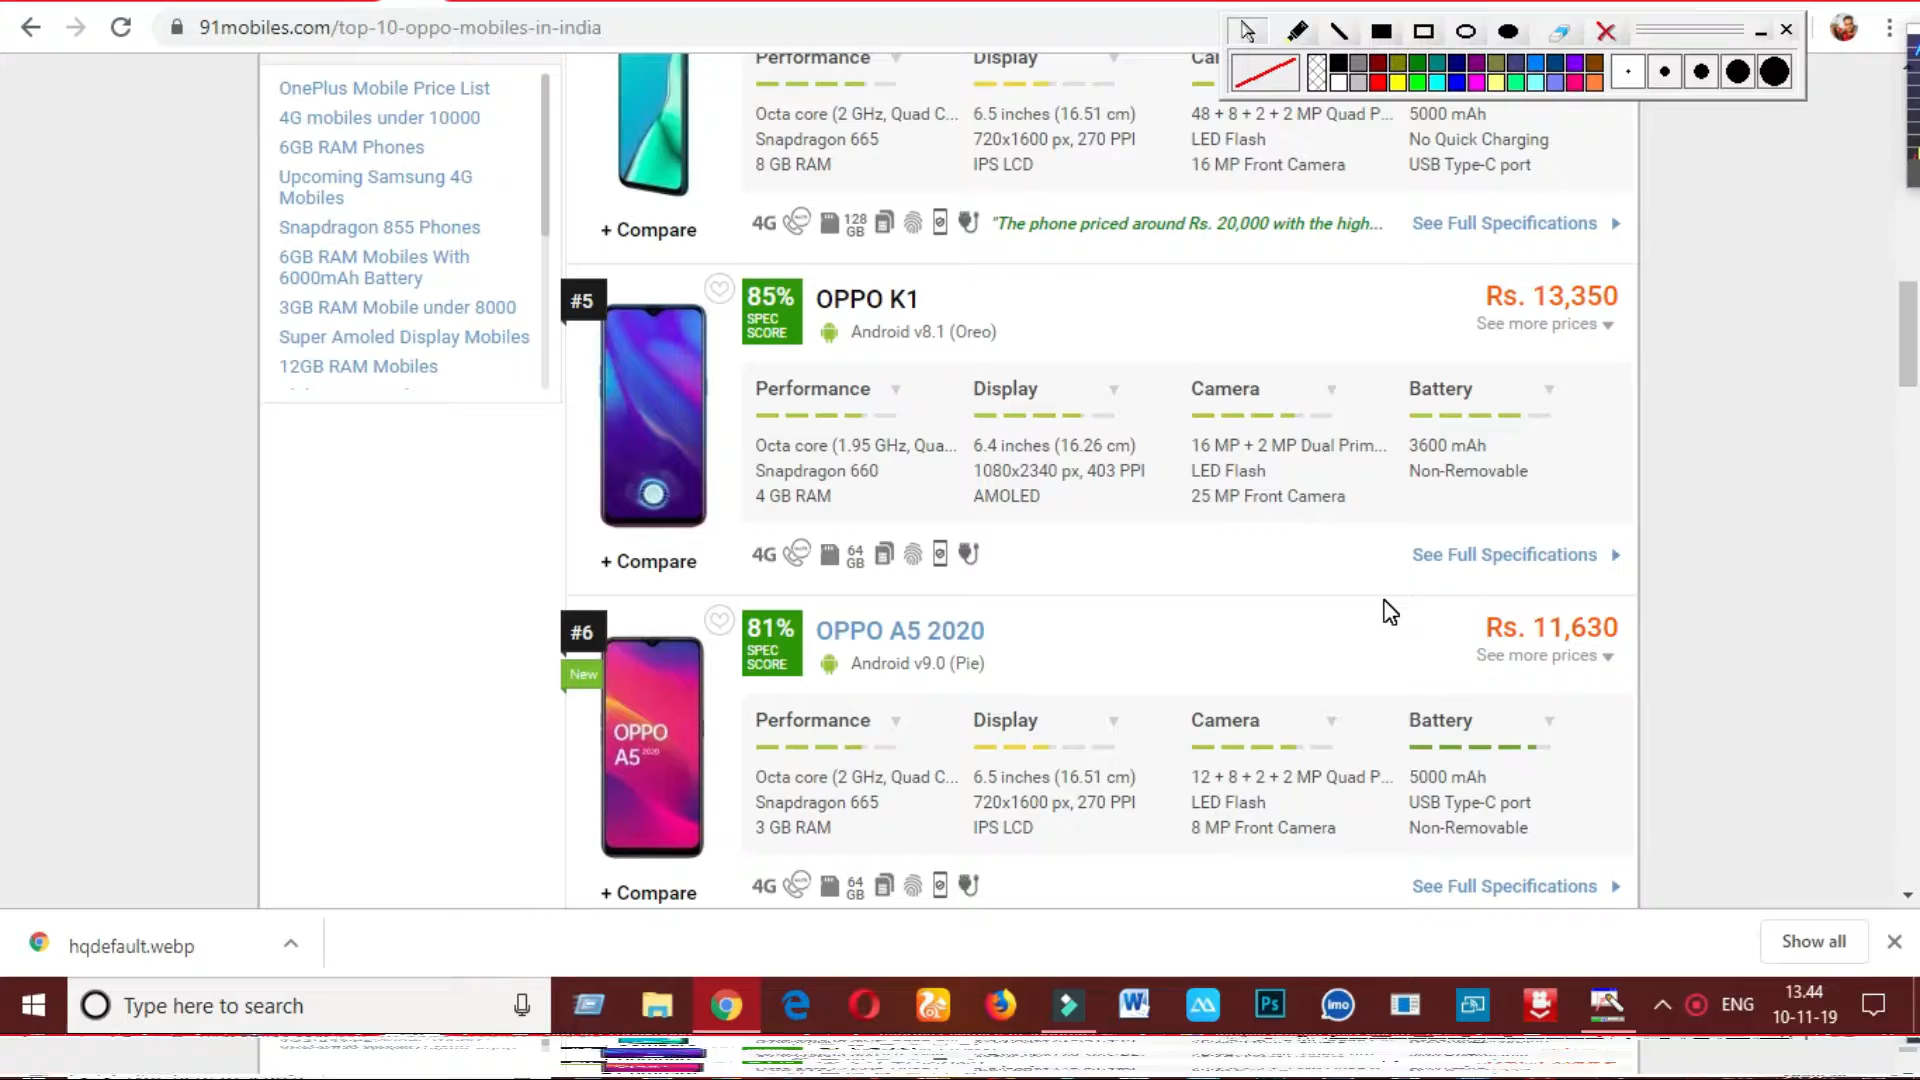 91mobiles.com/top-10-oppo-mobiles-in-india
OnePlus Mobile Price List
4G mobiles under 10000
6GB RAM Phones
Upcoming Samsung 4G
Mobiles
Snapdragon 855 Phones
6GB RAM Mobiles With
6000mAh Battery
3GB RAM Mobile under 8000
Super Amoled Display Mobiles
12GB RAM Mobiles
Performance
Octa core (2 GHz, Quad C...
Snapdragon 665
8 GB RAM
Display
6.5 inches (16.51 cm)
720x1600 px, 270 PPI
IPS LCD
48 + 8 + 2 + 2 MP Quad P...
LED Flash
16 MP Front Camera
5000 mAh
No Quick Charging
USB Type-C port
+ Compare
4G
128
GB
"The phone priced around Rs. 20,000 with the high...
See Full Specifications
#5
85%
SPEC
SCORE
OPPO K1
Android v8.1 (Oreo)
Rs. 13,350
See more prices
Performance
Octa core (1.95 GHz, Qua...
Snapdragon 660
4 GB RAM
Display
6.4 inches (16.26 cm)
1080x2340 px, 403 PPI
AMOLED
Camera
16 MP + 2 MP Dual Prim...
LED Flash
25 MP Front Camera
Battery
3600 mAh
Non-Removable
+ Compare
4G
64
GB
See Full Specifications
#6
New
OPPO
A5 2020
81%
SPEC
SCORE
OPPO A5 2020
Android v9.0 (Pie)
Rs. 11,630
See more prices
Performance
Octa core (2 GHz, Quad C...
Snapdragon 665
3 GB RAM
Display
6.5 inches (16.51 cm)
720x1600 px, 270 PPI
IPS LCD
Camera
12 + 8 + 2 + 2 MP Quad P...
LED Flash
8 MP Front Camera
Battery
5000 mAh
USB Type-C port
Non-Removable
+ Compare
4G
64
GB
See Full Specifications
hqdefault.webp
Show all
Type here to search
W
Ps
imo
ENG
13.44
10-11-19